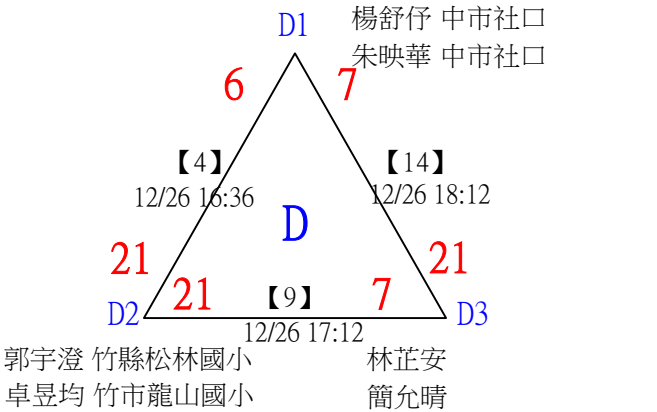 D1
楊舒伃 中市社口
朱映華 中市社口
6
7
【4】
12/26 16:36
【14】
12/26 18:12
D
21
21
21
【9】
7
D2
D3
12/26 17:12
郭宇澄 竹縣松林國小
林芷安
卓昱均 竹市龍山國小
簡允晴